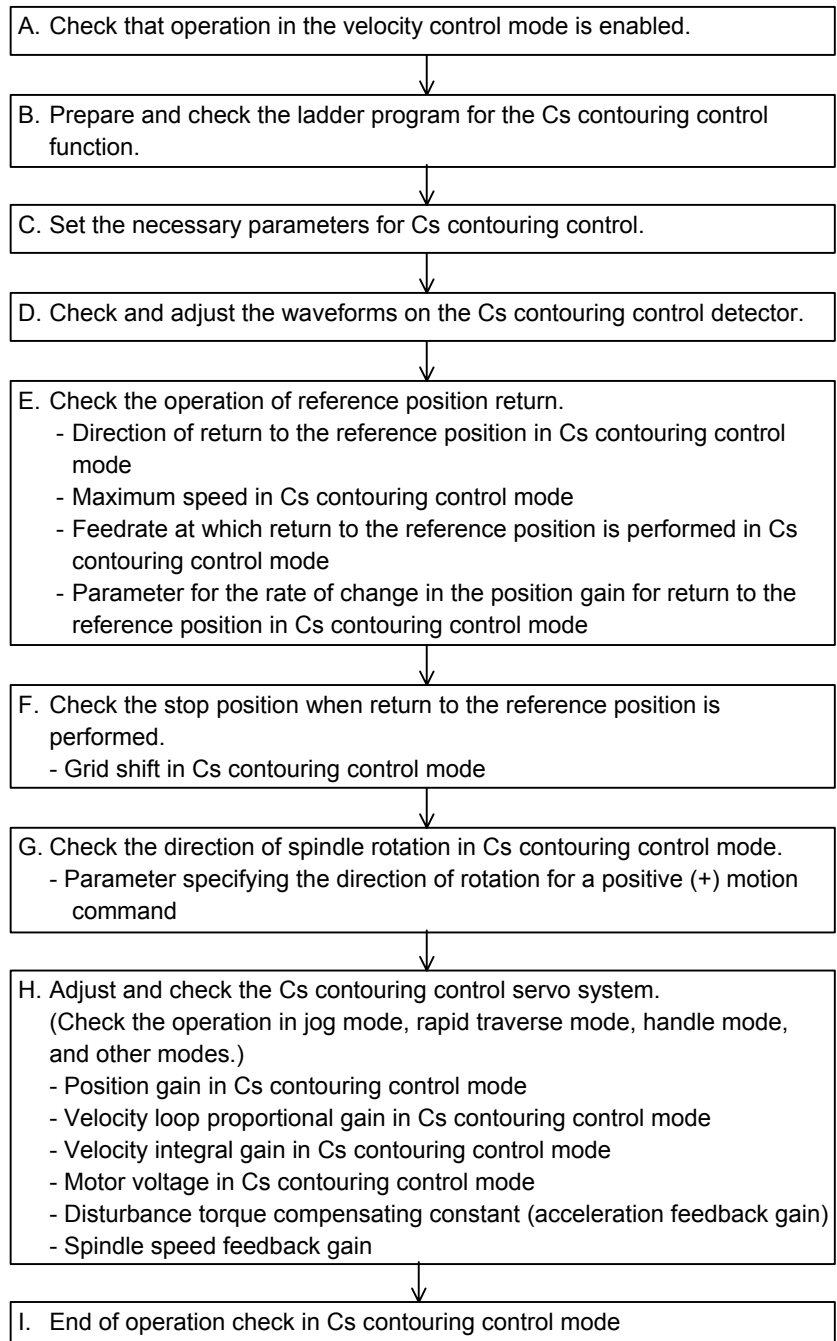 A. Check that operation in the velocity control mode is enabled.
B. Prepare and check the ladder program for the Cs contouring control
function.
C. Set the necessary parameters for Cs contouring control.
D. Check and adjust the waveforms on the Cs contouring control detector.
E. Check the operation of reference position return.
- Direction of return to the reference position in Cs contouring control
mode
- Maximum speed in Cs contouring control mode
- Feedrate at which return to the reference position is performed in Cs
contouring control mode
- Parameter for the rate of change in the position gain for return to the
reference position in Cs contouring control mode
F. Check the stop position when return to the reference position is
performed.
- Grid shift in Cs contouring control mode
G. Check the direction of spindle rotation in Cs contouring control mode.
- Parameter specifying the direction of rotation for a positive (+) motion
command
H. Adjust and check the Cs contouring control servo system.
(Check the operation in jog mode, rapid traverse mode, handle mode,
and other modes.)
- Position gain in Cs contouring control mode
- Velocity loop proportional gain in Cs contouring control mode
- Velocity integral gain in Cs contouring control mode
- Motor voltage in Cs contouring control mode
- Disturbance torque compensating constant (acceleration feedback gain)
- Spindle speed feedback gain
I. End of operation check in Cs contouring control mode